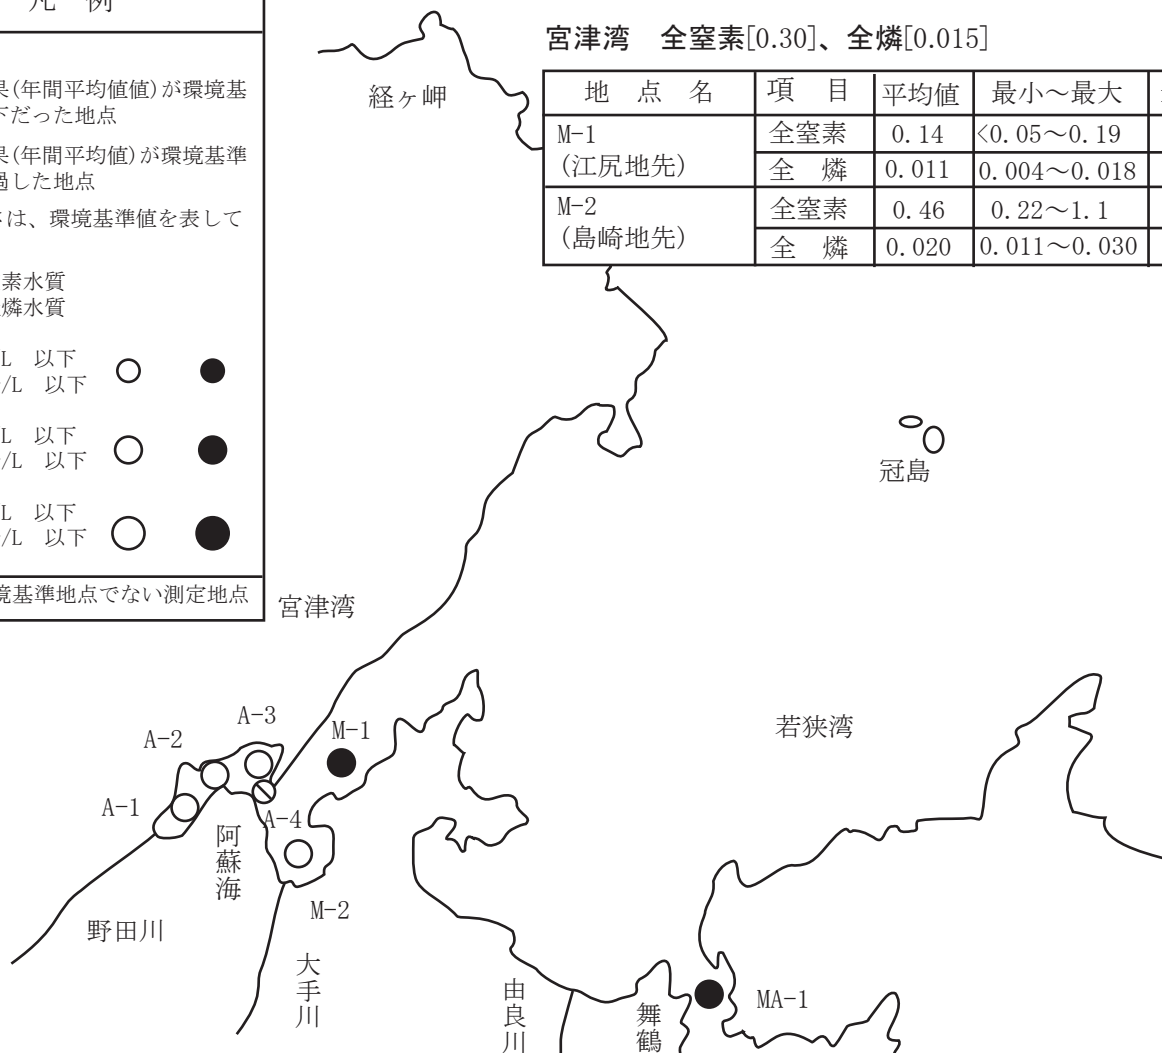 凡 例
果(年間平均値値)が環境基
下だった地点
果(年間平均値)が環境基準
過した地点
は、環境基準値を表して
素水質
燐水質
L 以下
/L 以下
L 以下
/L 以下
L 以下
/L 以下
境基準地点でない測定地点
宮津湾 全窒素[0.30]、全燐[0.015]
地 点 名 項 目 平均値 最小～最大
M-1 全窒素 0.14 <0.05～0.19
(江尻地先) 全 燐 0.011 0.004～0.018
M-2 全窒素 0.46 0.22～1.1
(島崎地先) 全 燐 0.020 0.011～0.030
経ヶ岬
冠島
宮津湾
若狭湾
A-3
M-1
A-2
A-1
A-4
阿蘇海
M-2
野田川
大手川
由良川
舞鶴
MA-1